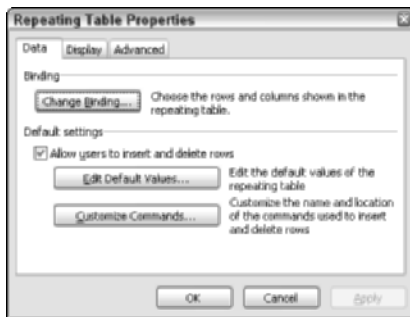 Repeating Table Properties
Data Display Advanced
Binding
Change Binding... Choose the rows and columns shown in the
repeating table.
Default settings
Allow users to insert and delete rows
Edit Default Values... Edit the default values of the
repeating table
Customize Commands... Customize the name and location
of the commands used to insert
and delete rows
OK Cancel Apply